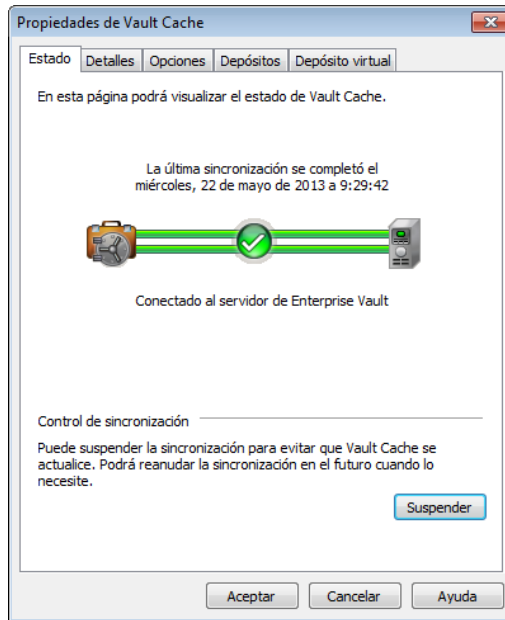 Propiedades de Vault Cache
Estado Detalles Opciones Depósitos Depósito virtual
En esta página podrá visualizar el estado de Vault Cache.
La última sincronización se completó el
miércoles, 22 de mayo de 2013 a 9:29:42
Conectado al servidor de Enterprise Vault
Control de sincronización
Puede suspender la sincronización para evitar que Vault Cache se
actualice. Podrá reanudar la sincronización en el futuro cuando lo
necesite.
Suspender
Aceptar Cancelar Ayuda